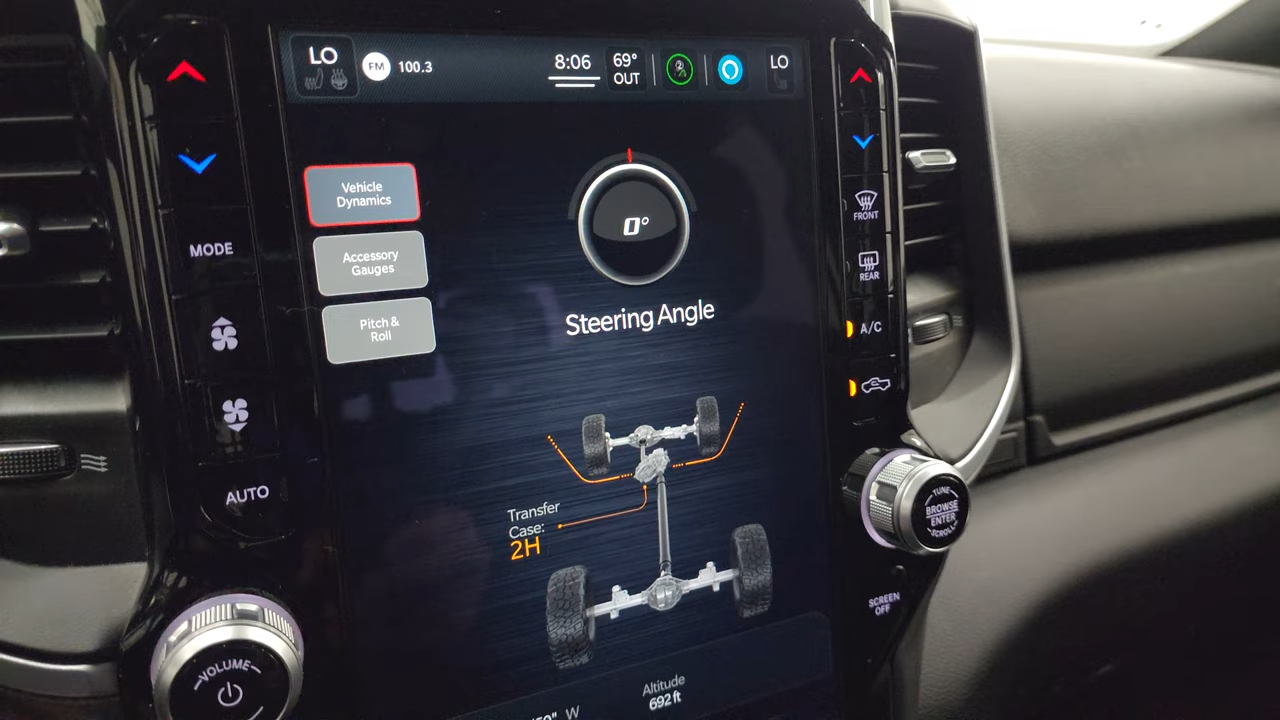 LO
FM
100.3
8:06
69°
OUT
LO
Vehicle
Dynamics
Accessory
Gauges
Pitch &
Roll
0°
Steering Angle
Transfer
Case:
2H
Altitude
692 ft
W
MODE
AUTO
VOLUME
FRONT
REAR
A/C
TUNE
BROWSE
ENTER
SCROLL
SCREEN
OFF